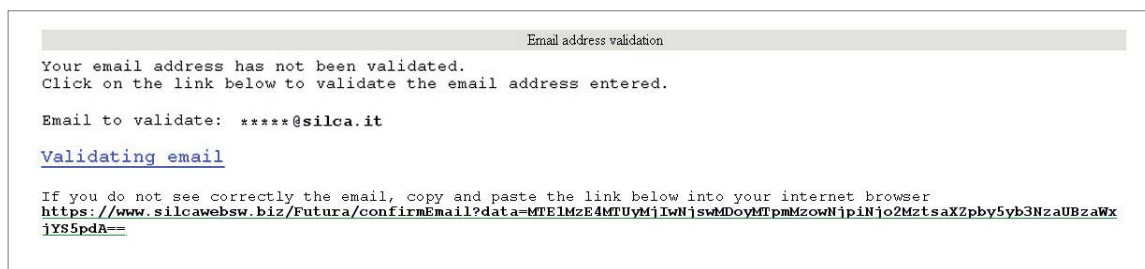 Email address validation
Your email address has not been validated.
Click on the link below to validate the email address entered.
Email to validate: *****@silca.it
Validating email
If you do not see correctly the email, copy and paste the link below into your internet browser
https://www.silcawebsw.biz/Futura/confirmEmail?data=MTE1MzE4MTUyMjIwNjswMDoyMTpmMzowNjpiNjo2MztsaXZpby5yb3NzaUBzaWx
jYS5pdA==